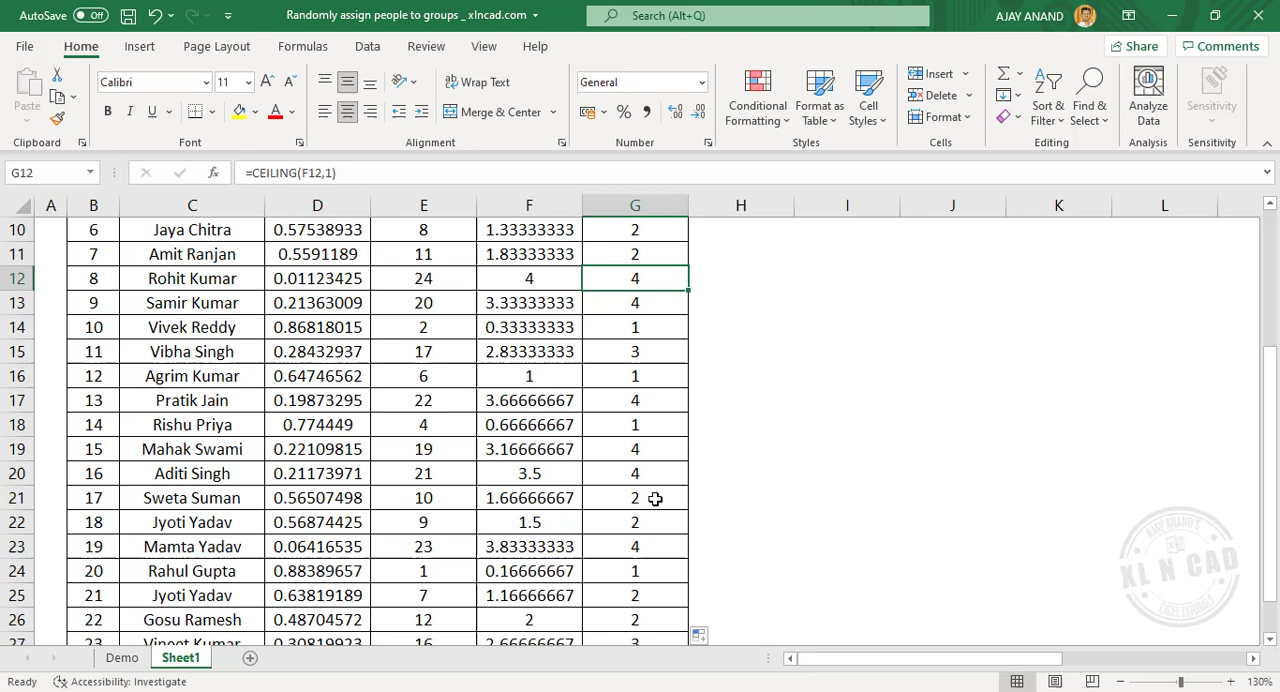 AutoSave Off Randomly assign people to groups _ xlncad.com Search (Alt+Q) AJAY ANAND
File Home Insert Page Layout Formulas Data Review View Help Share Comments
Paste Calibri 11 A A Wrap Text General Conditional Formatting Format as Table Cell Styles Insert Sort & Filter Find & Select Analyze Data Sensitivity
B I U A Merge & Center % , Delete
Format
Clipboard Font Alignment Number Styles Cells Editing Analysis Sensitivity
G12 fx =CEILING(F12,1)
A B C D E F G H I J K L
10 6 Jaya Chitra 0.57538933 8 1.33333333 2
11 7 Amit Ranjan 0.5591189 11 1.83333333 2
12 8 Rohit Kumar 0.01123425 24 4 4
13 9 Samir Kumar 0.21363009 20 3.33333333 4
14 10 Vivek Reddy 0.86818015 2 0.33333333 1
15 11 Vibha Singh 0.28432937 17 2.83333333 3
16 12 Agrim Kumar 0.64746562 6 1 1
17 13 Pratik Jain 0.19873295 22 3.66666667 4
18 14 Rishu Priya 0.774449 4 0.66666667 1
19 15 Mahak Swami 0.22109815 19 3.16666667 4
20 16 Aditi Singh 0.21173971 21 3.5 4
21 17 Sweta Suman 0.56507498 10 1.66666667 2
22 18 Jyoti Yadav 0.56874425 9 1.5 2
23 19 Mamta Yadav 0.06416535 23 3.83333333 4
24 20 Rahul Gupta 0.88389657 1 0.16666667 1
25 21 Jyoti Yadav 0.63819189 7 1.16666667 2
26 22 Gosu Ramesh 0.48704572 12 2 2
27 23 Vineet Kumar 0.30819923 16 2.66666667 3
AJAY ANAND'S
XL N CAD
EXCEL TUTORIALS
Demo Sheet1
Ready Accessibility: Investigate 130%